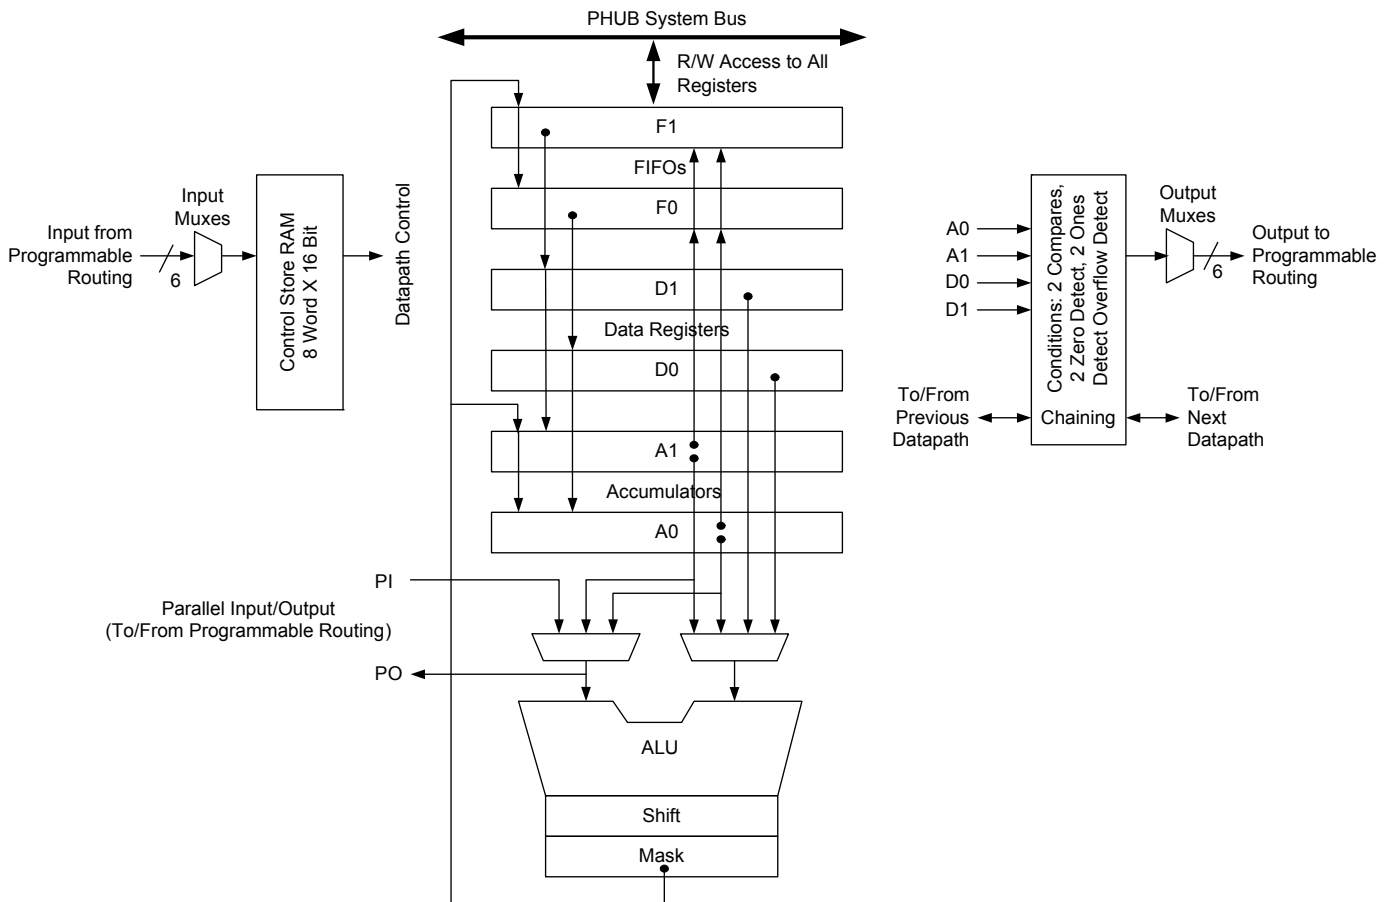 PHUB System Bus
R/W Access to All
Registers
F1
FIFOs
F0
D1
Data Registers
D0
A1
Accumulators
A0
Input from
Programmable
Routing
6
Input
Muxes
Control Store RAM
8 Word X 16 Bit
Datapath Control
A0
A1
D0
D1
Conditions: 2 Compares,
2 Zero Detect, 2 Ones
Detect Overflow Detect
Chaining
Output
Muxes
6
Output to
Programmable
Routing
To/From
Previous
Datapath
To/From
Next
Datapath
PI
Parallel Input/Output
(To/From Programmable Routing)
PO
ALU
Shift
Mask